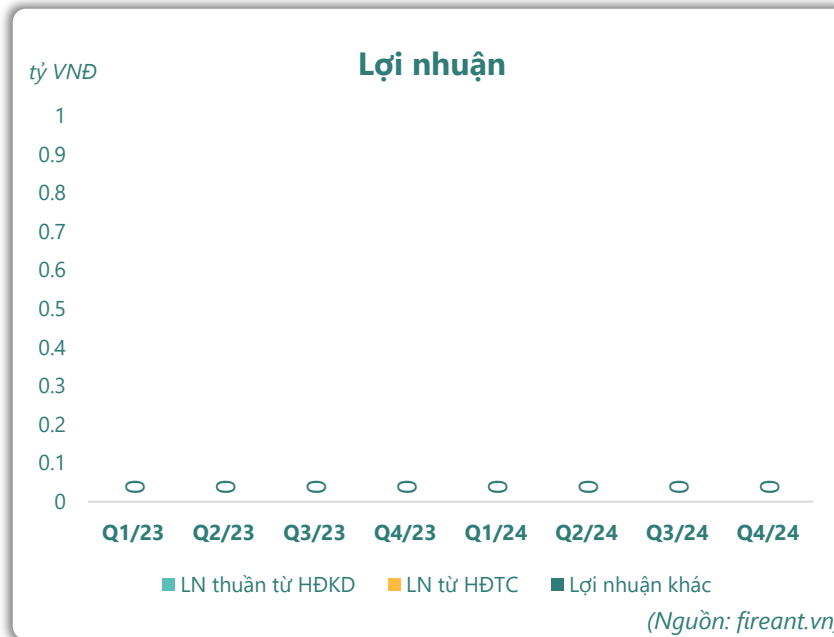 Lợi nhuận
tỷ VNĐ
1
0.9
0.8
0.7
0.6
0.5
0.4
0.3
0.2
0.1
0
0 0 0 0 0 0 0 0
Q1/23 Q2/23 Q3/23 Q4/23 Q1/24 Q2/24 Q3/24 Q4/24
LN thuần từ HĐKD LN từ HĐTC Lợi nhuận khác
(Nguồn: fireant.vn)